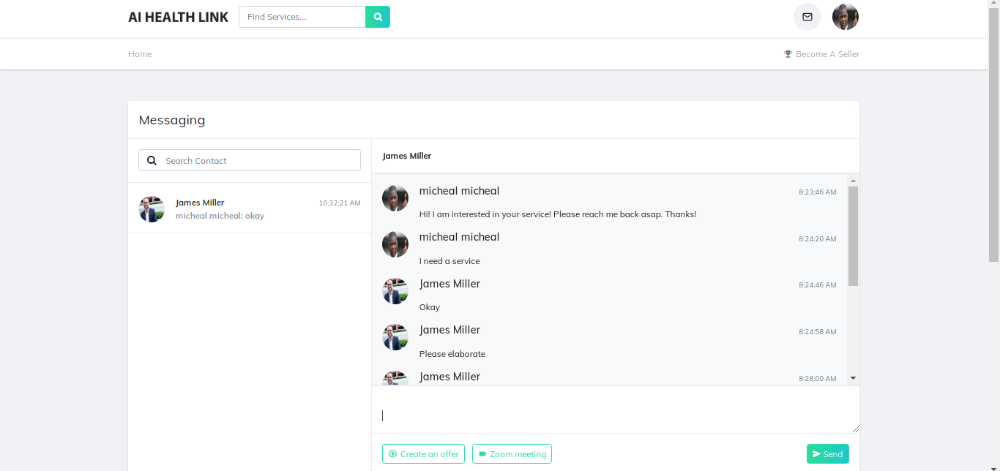 AI HEALTH LINK
Find Services...
Home
Become A Seller
Messaging
Search Contact
James Miller
10:32:21 AM
micheal micheal: okay
James Miller
micheal micheal
8:23:46 AM
Hi! I am interested in your service! Please reach me back asap. Thanks!
micheal micheal
8:24:20 AM
I need a service
James Miller
8:24:46 AM
Okay
James Miller
8:24:58 AM
Please elaborate
James Miller
8:28:00 AM
Create an offer
Zoom meeting
Send